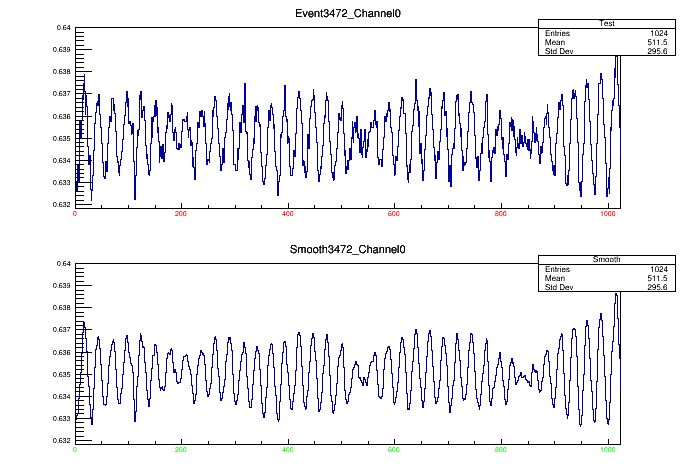 Event3472_Channel0
Test
Entries 1024
Mean 511.5
Std Dev 295.6
0.64
0.639
0.638
0.637
0.636
0.635
0.634
0.633
0.632
0 200 400 600 800 1000
Smooth3472_Channel0
Smooth
Entries 1024
Mean 511.5
Std Dev 295.6
0.64
0.639
0.638
0.637
0.636
0.635
0.634
0.633
0.632
0 200 400 600 800 1000